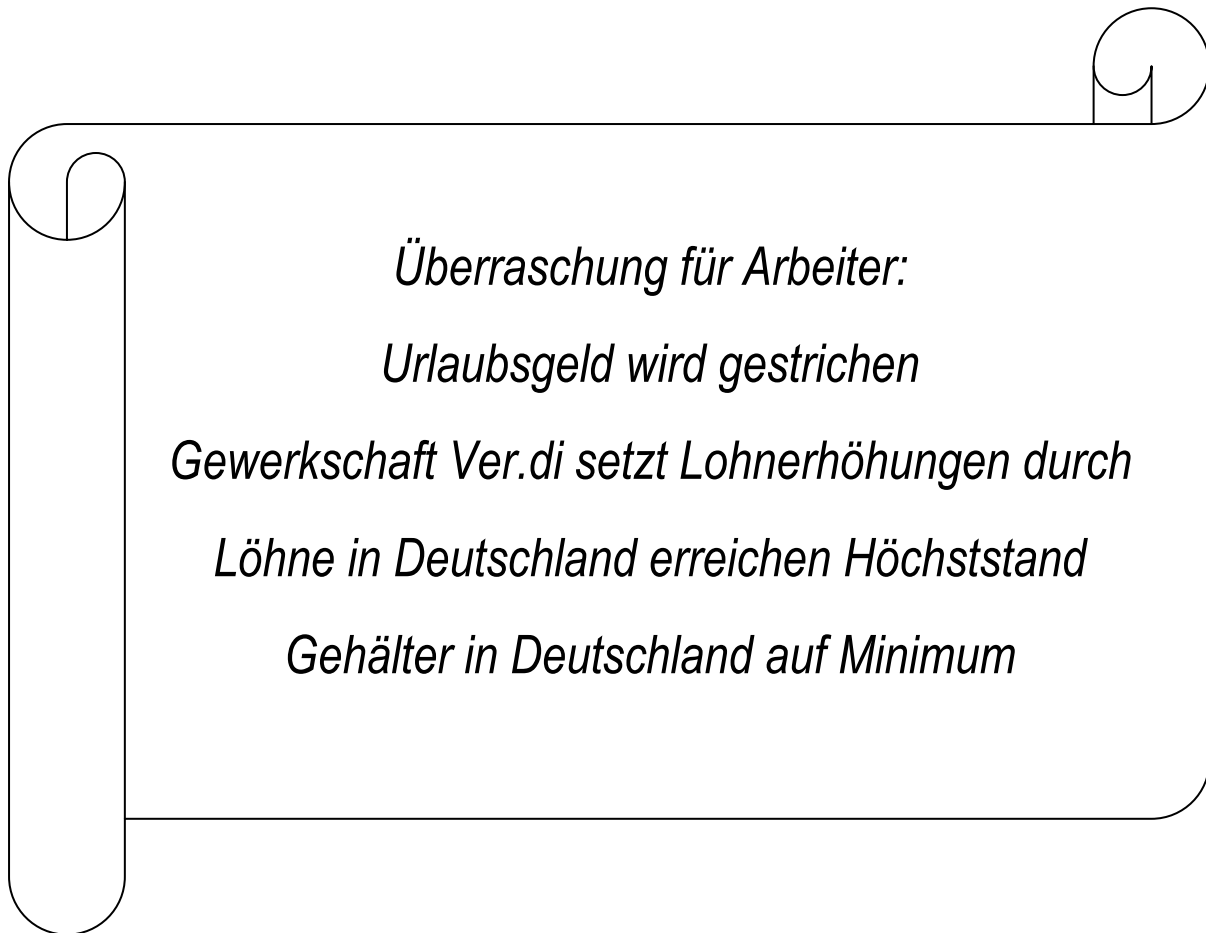 Überraschung für Arbeiter:
Urlaubsgeld wird gestrichen
Gewerkschaft Ver.di setzt Lohnerhöhungen durch
Löhne in Deutschland erreichen Höchststand
Gehälter in Deutschland auf Minimum